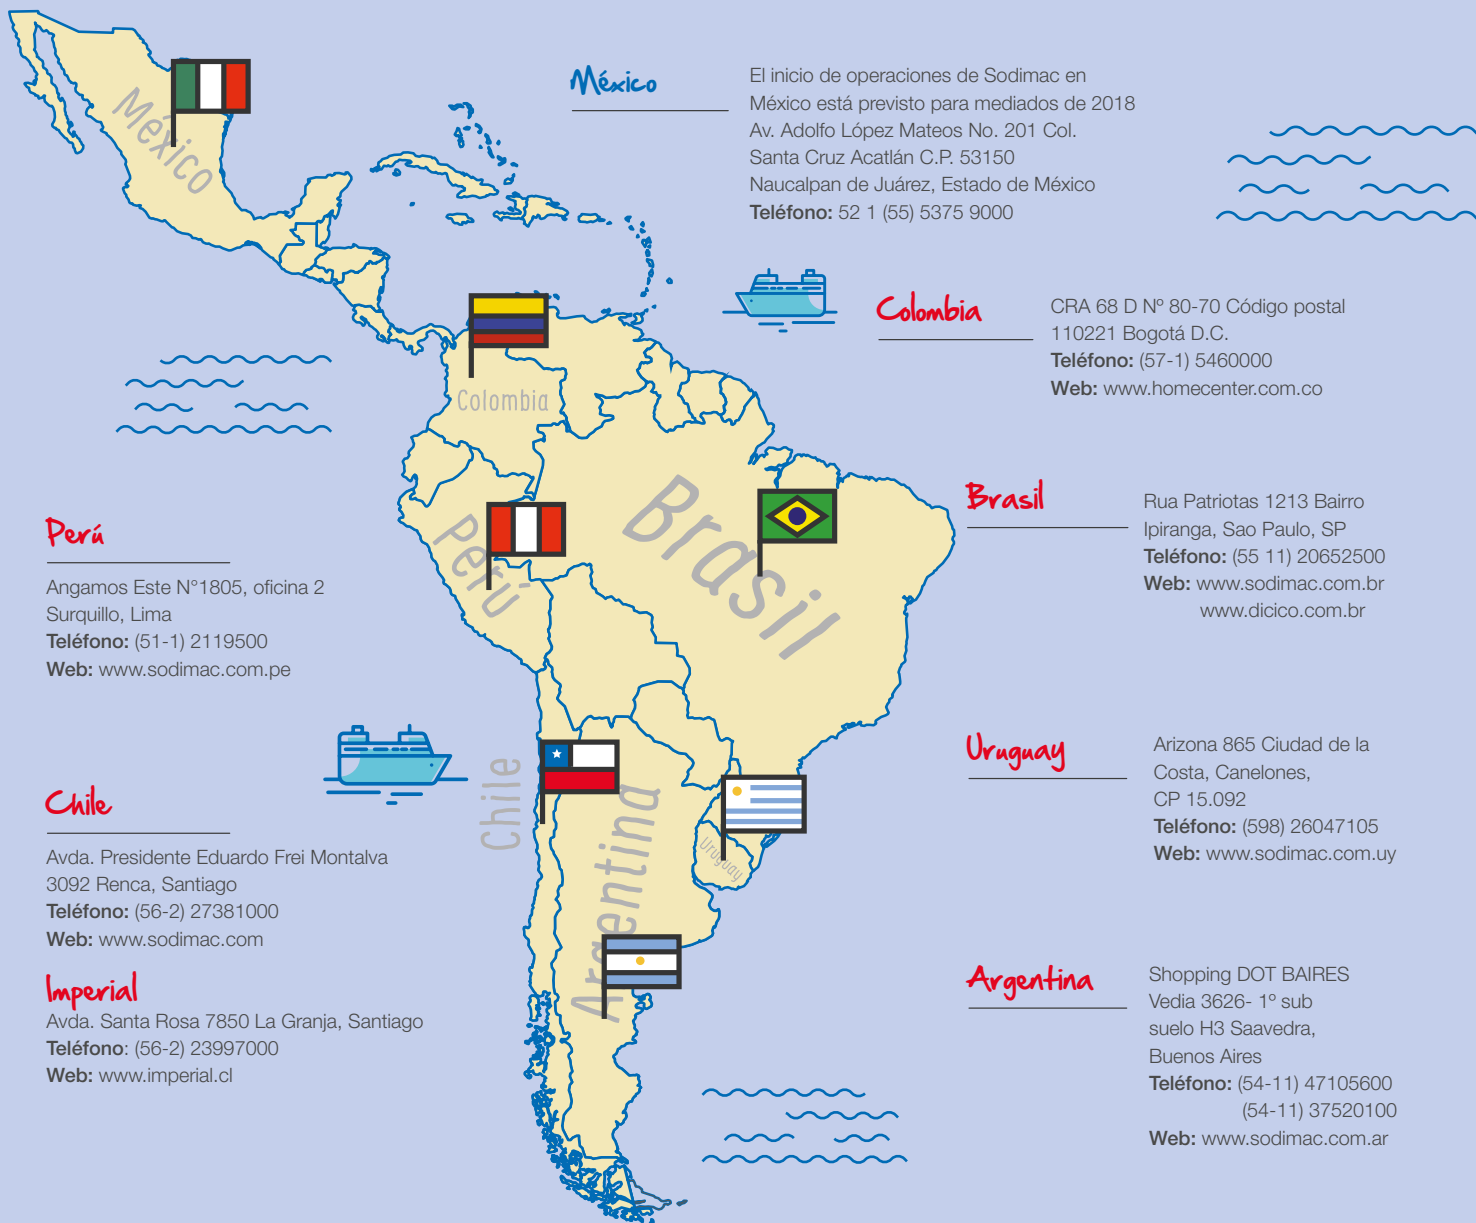 México
El inicio de operaciones de Sodimac en
México está previsto para mediados de 2018
Av. Adolfo López Mateos No. 201 Col.
Santa Cruz Acatlán C.P. 53150
Naucalpan de Juárez, Estado de México
Teléfono: 52 1 (55) 5375 9000
Colombia
CRA 68 D Nº 80-70 Código postal
110221 Bogotá D.C.
Teléfono: (57-1) 5460000
Web: www.homecenter.com.co
Brasil
Rua Patriotas 1213 Bairro
Ipiranga, Sao Paulo, SP
Teléfono: (55 11) 20652500
Web: www.sodimac.com.br
www.dicico.com.br
Perú
Angamos Este N°1805, oficina 2
Surquillo, Lima
Teléfono: (51-1) 2119500
Web: www.sodimac.com.pe
Uruguay
Arizona 865 Ciudad de la
Costa, Canelones,
CP 15.092
Teléfono: (598) 26047105
Web: www.sodimac.com.uy
Chile
Avda. Presidente Eduardo Frei Montalva
3092 Renca, Santiago
Teléfono: (56-2) 27381000
Web: www.sodimac.com
Imperial
Avda. Santa Rosa 7850 La Granja, Santiago
Teléfono: (56-2) 23997000
Web: www.imperial.cl
Argentina
Shopping DOT BAIRES
Vedia 3626- 1º sub
suelo H3 Saavedra,
Buenos Aires
Teléfono: (54-11) 47105600
(54-11) 37520100
Web: www.sodimac.com.ar
México
Colombia
Perú
Brasil
Chile
Argentina
Uruguay